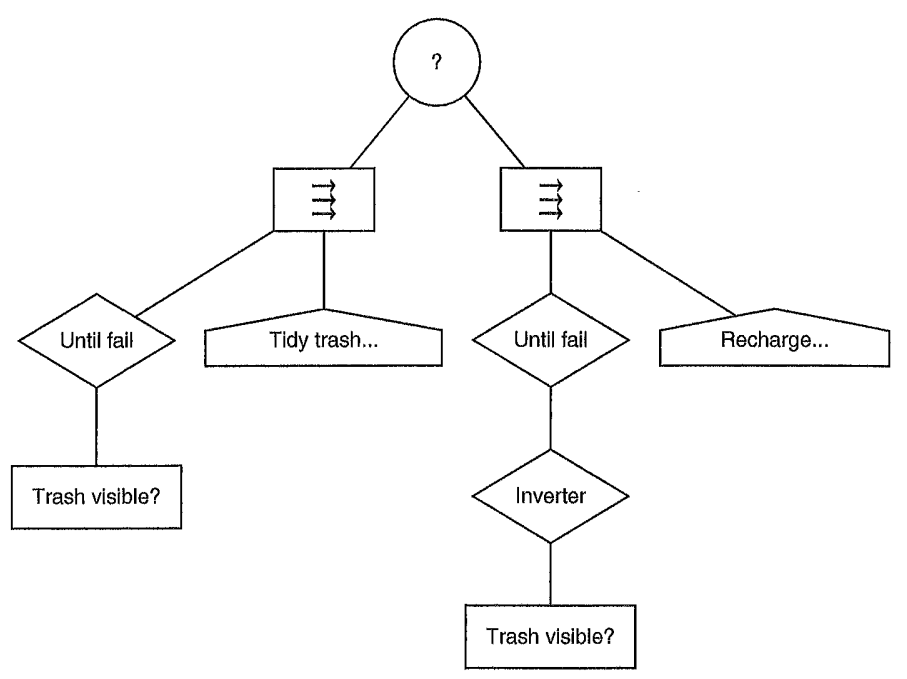 ?
Until fail
Tidy trash...
Until fail
Recharge...
Trash visible?
Inverter
Trash visible?